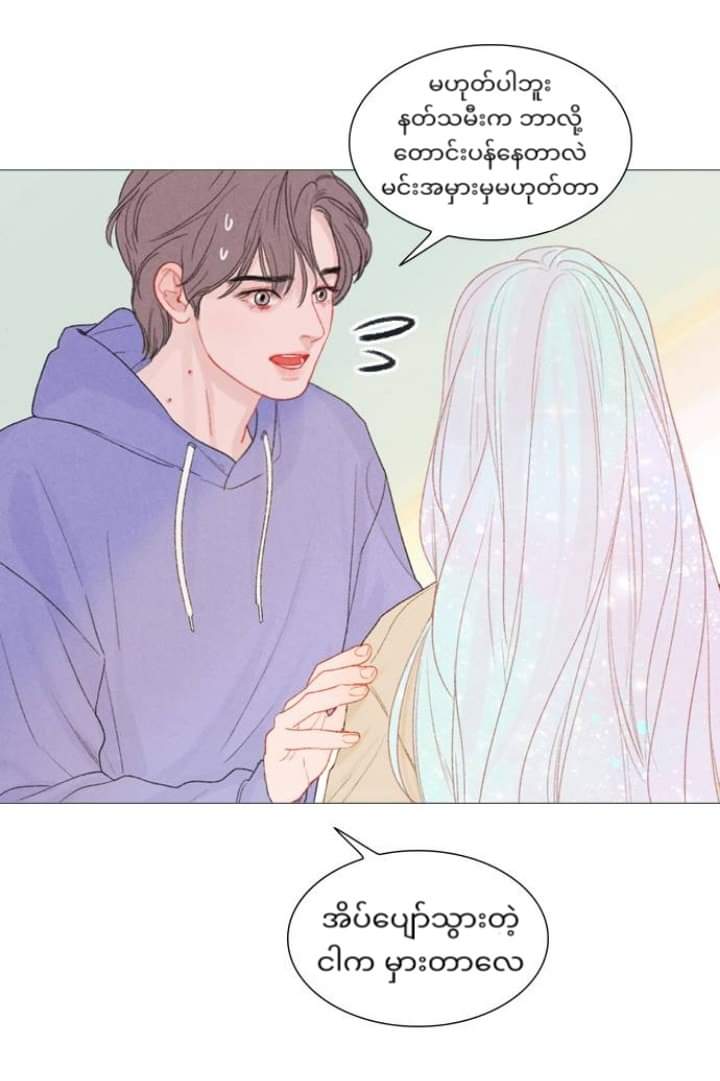 မဟုတ်ပါဘူး
နတ်သမီးက ဘာလို့
တောင်းပန်နေတာလဲ
မင်းအမှားမှမဟုတ်တာ
အိပ်ပျော်သွားတဲ့
ငါက မှားတာလေ